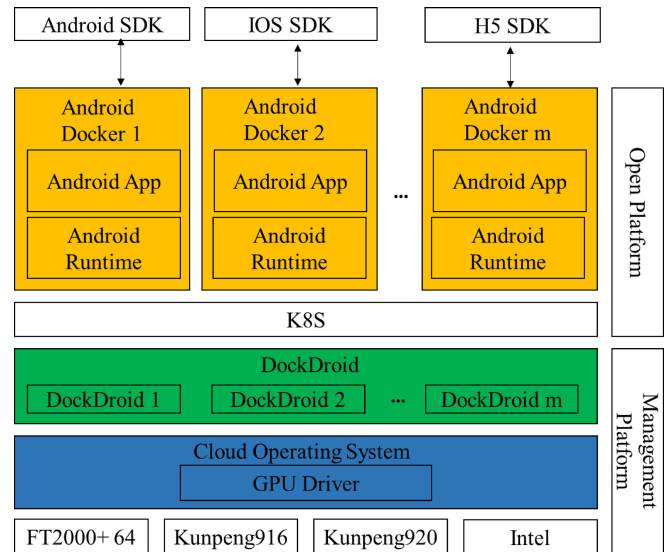 Android SDK
IOS SDK
H5 SDK
Android
Docker 1
Android App
Android
Runtime
Android
Docker 2
Android App
Android
Runtime
...
Android
Docker m
Android App
Android
Runtime
Open Platform
K8S
DockDroid
DockDroid 1
DockDroid 2
...
DockDroid m
Management
Platform
Cloud Operating System
GPU Driver
FT2000+ 64
Kunpeng916
Kunpeng920
Intel